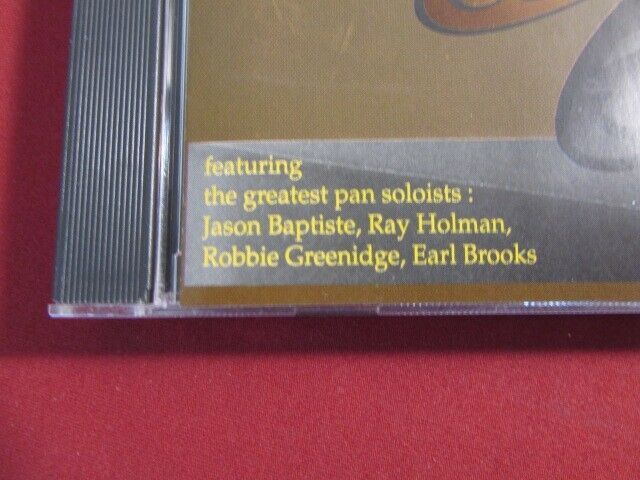 featuring
the greatest pan soloists :
Jason Baptiste, Ray Holman,
Robbie Greenidge, Earl Brooks